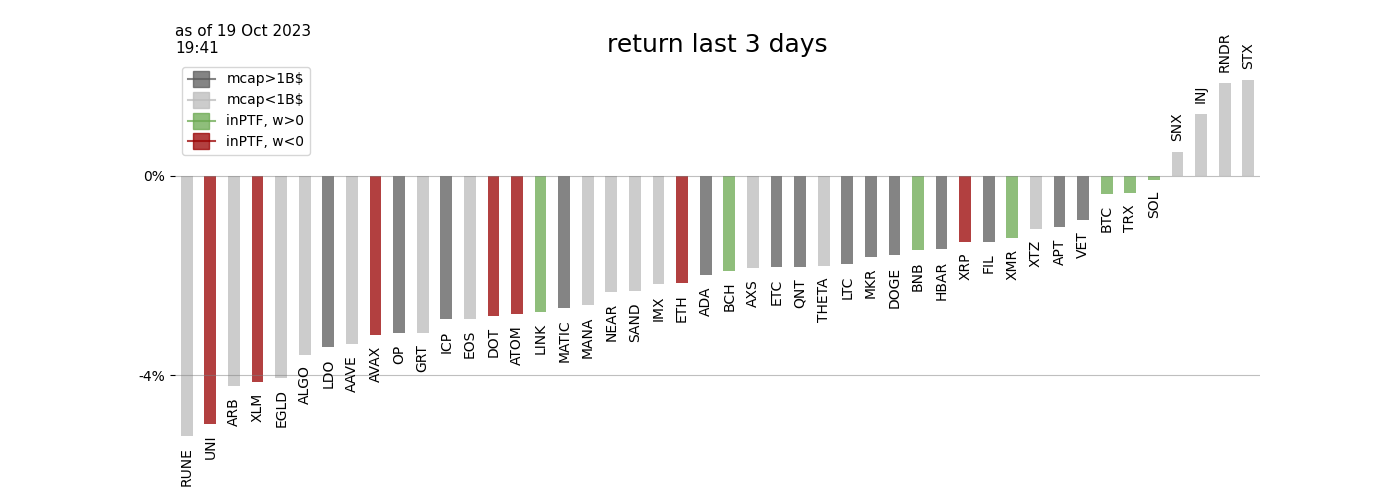 as of 19 Oct 2023
19:41
return last 3 days
mcap>1B$
mcap<1B$
inPTF, w>0
inPTF, w<0
0%
-4%
RUNE
UNI
ARB
XLM
EGLD
ALGO
LDO
AAVE
AVAX
OP
GRT
ICP
EOS
DOT
ATOM
LINK
MATIC
MANA
NEAR
SAND
IMX
ETH
ADA
BCH
AXS
ETC
QNT
THETA
LTC
MKR
DOGE
BNB
HBAR
XRP
FIL
XMR
XTZ
APT
VET
BTC
TRX
SOL
SNX
INJ
RNDR
STX